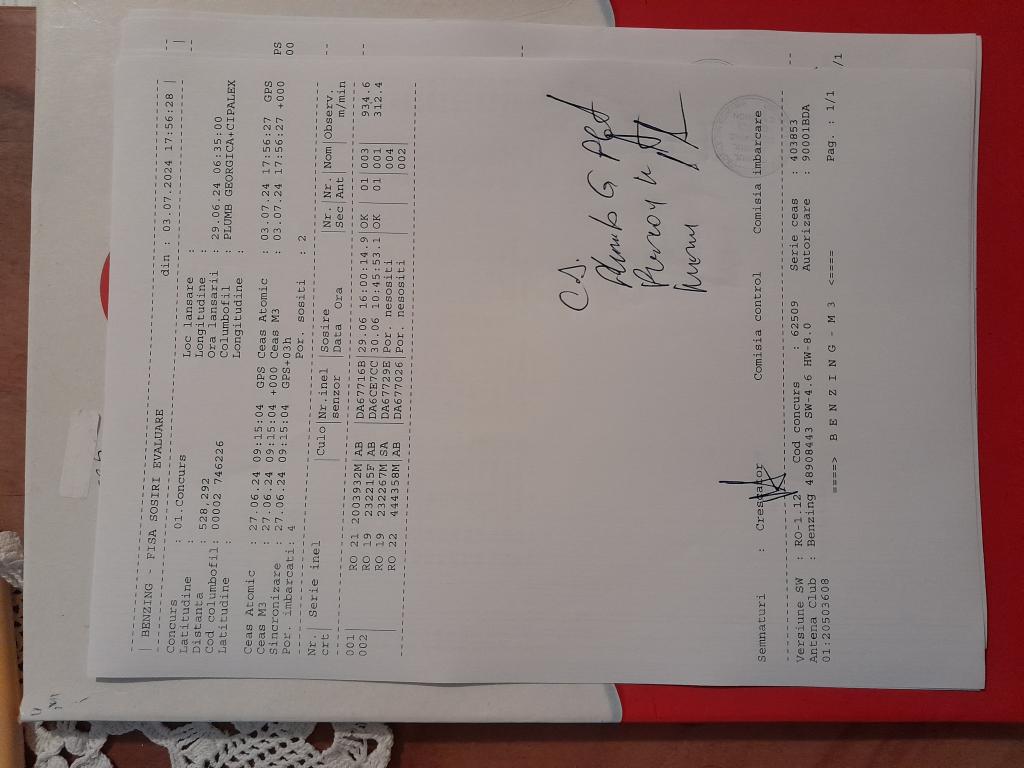 | BENZING - FISA SOSIRI EVALUARE din : 03.07.2024 17:56:28 |
Concurs : 01.Concurs
Latitudine : Loc lansare :
Distanta : 528,292 Longitudine :
Cod columbofil: 00002 746226 Ora lansarii : 29.06.24 06:35:00
Latitudine : Columbofil : PLUMB GEORGICA+CIPALEX
Longitudine :
Ceas Atomic : 27.06.24 09:15:04 GPS Ceas Atomic : 03.07.24 17:56:27 GPS
Ceas M3 : 27.06.24 09:15:04 +000 Ceas M3 : 03.07.24 17:56:27 +000
Sincronizare : 27.06.24 09:15:04 GPS+03h
Por. imbarcati: 4 Por. sositi : 2
Nr.| Serie inel |Culo|Nr.inel |Sosire |Nr.|Nr.|Nom|Observ.
crt| | |senzor |Data Ora |Sec|Ant| | m/min
001 RO 21 2003932M|AB |DA67716B|29.06 16:00:14.9|OK |01 |003| 934.6
002 RO 19 232215F|AB |DA6CE7CC|30.06 10:45:53.1|OK |01 |001| 312.4
RO 19 232267M|SA |DA67729E|Por. nesositi |004
RO 22 444358M|AB |DA677026|Por. nesositi |002
PS
00
C.S.
Plumb G
Semnaturi : Crescator Comisia control Comisia imbarcare
Versiune SW : RO-1.12 Cod concurs : 62509 Serie ceas : 403853
Antena Club : Benzing 48908443 SW-4.6 HW-8.0 Autorizare : 90001BDA
01:20503608
====> B E N Z I N G - M 3 <==== Pag. : 1/1
/1